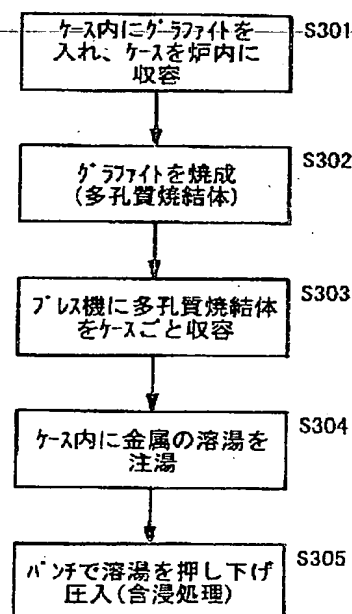 ケース内にグラファイトを
入れ、ケースを炉内に
収容
S301
グラファイトを焼成
(多孔質焼結体)
S302
プレス機に多孔質焼結体
をケースごと収容
S303
ケース内に金属の溶湯を
注湯
S304
パンチで溶湯を押し下げ
圧入(含浸処理)
S305